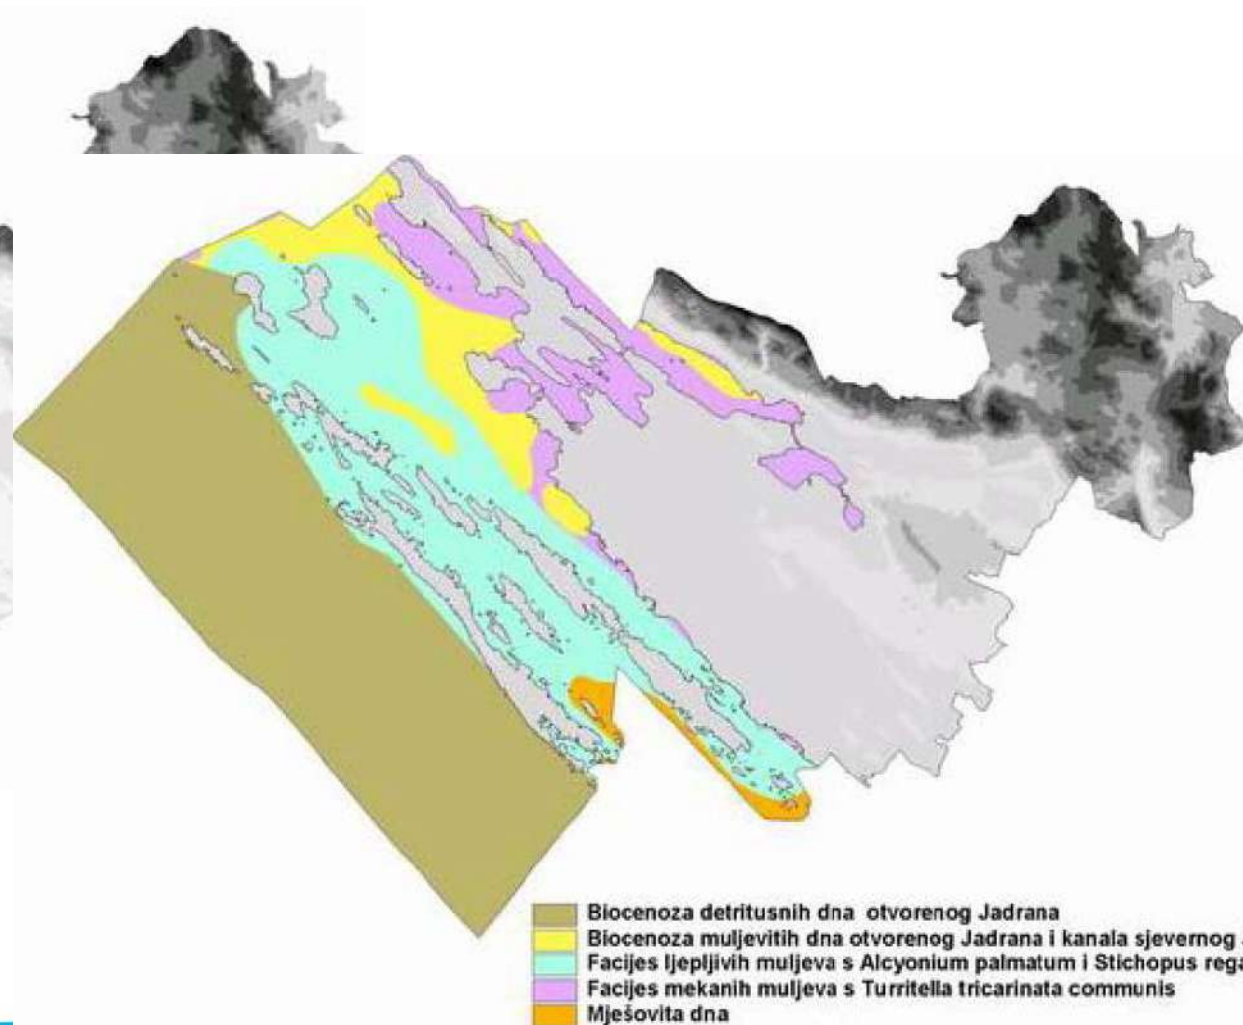 Biocenoza detritusnih dna otvorenog Jadrana
Biocenoza muljevitih dna otvorenog Jadrana i kanala sjevernog
Facijes ljepljivih muljeva s Alcyonium palmatum i Stichopus rega
Facijes mekanih muljeva s Turritella tricarinata communis
Mješovita dna